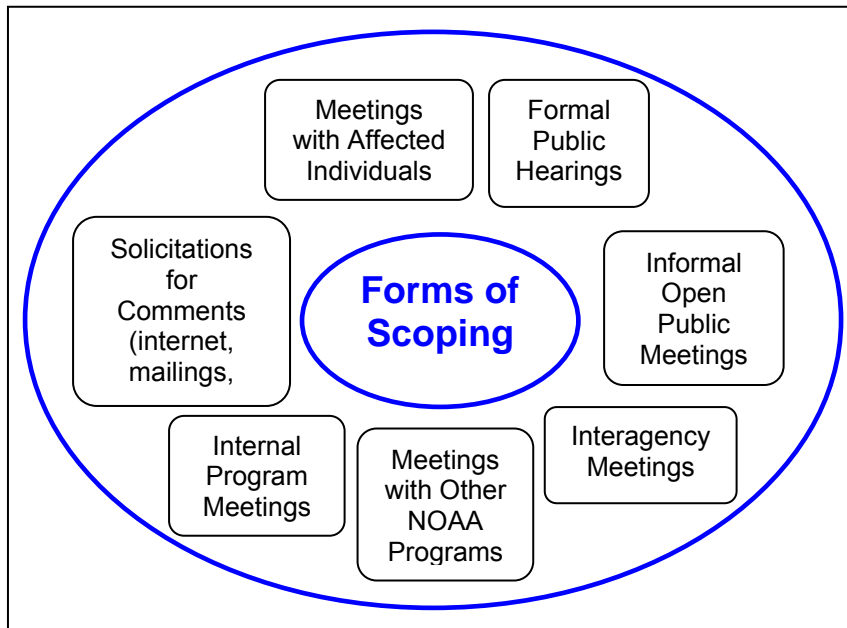 Meetings
with Affected
Individuals
Formal
Public
Hearings
Solicitations
for
Comments
(internet,
mailings,
Forms of
Scoping
Informal
Open
Public
Meetings
Internal
Program
Meetings
Meetings
with Other
NOAA
Programs
Interagency
Meetings